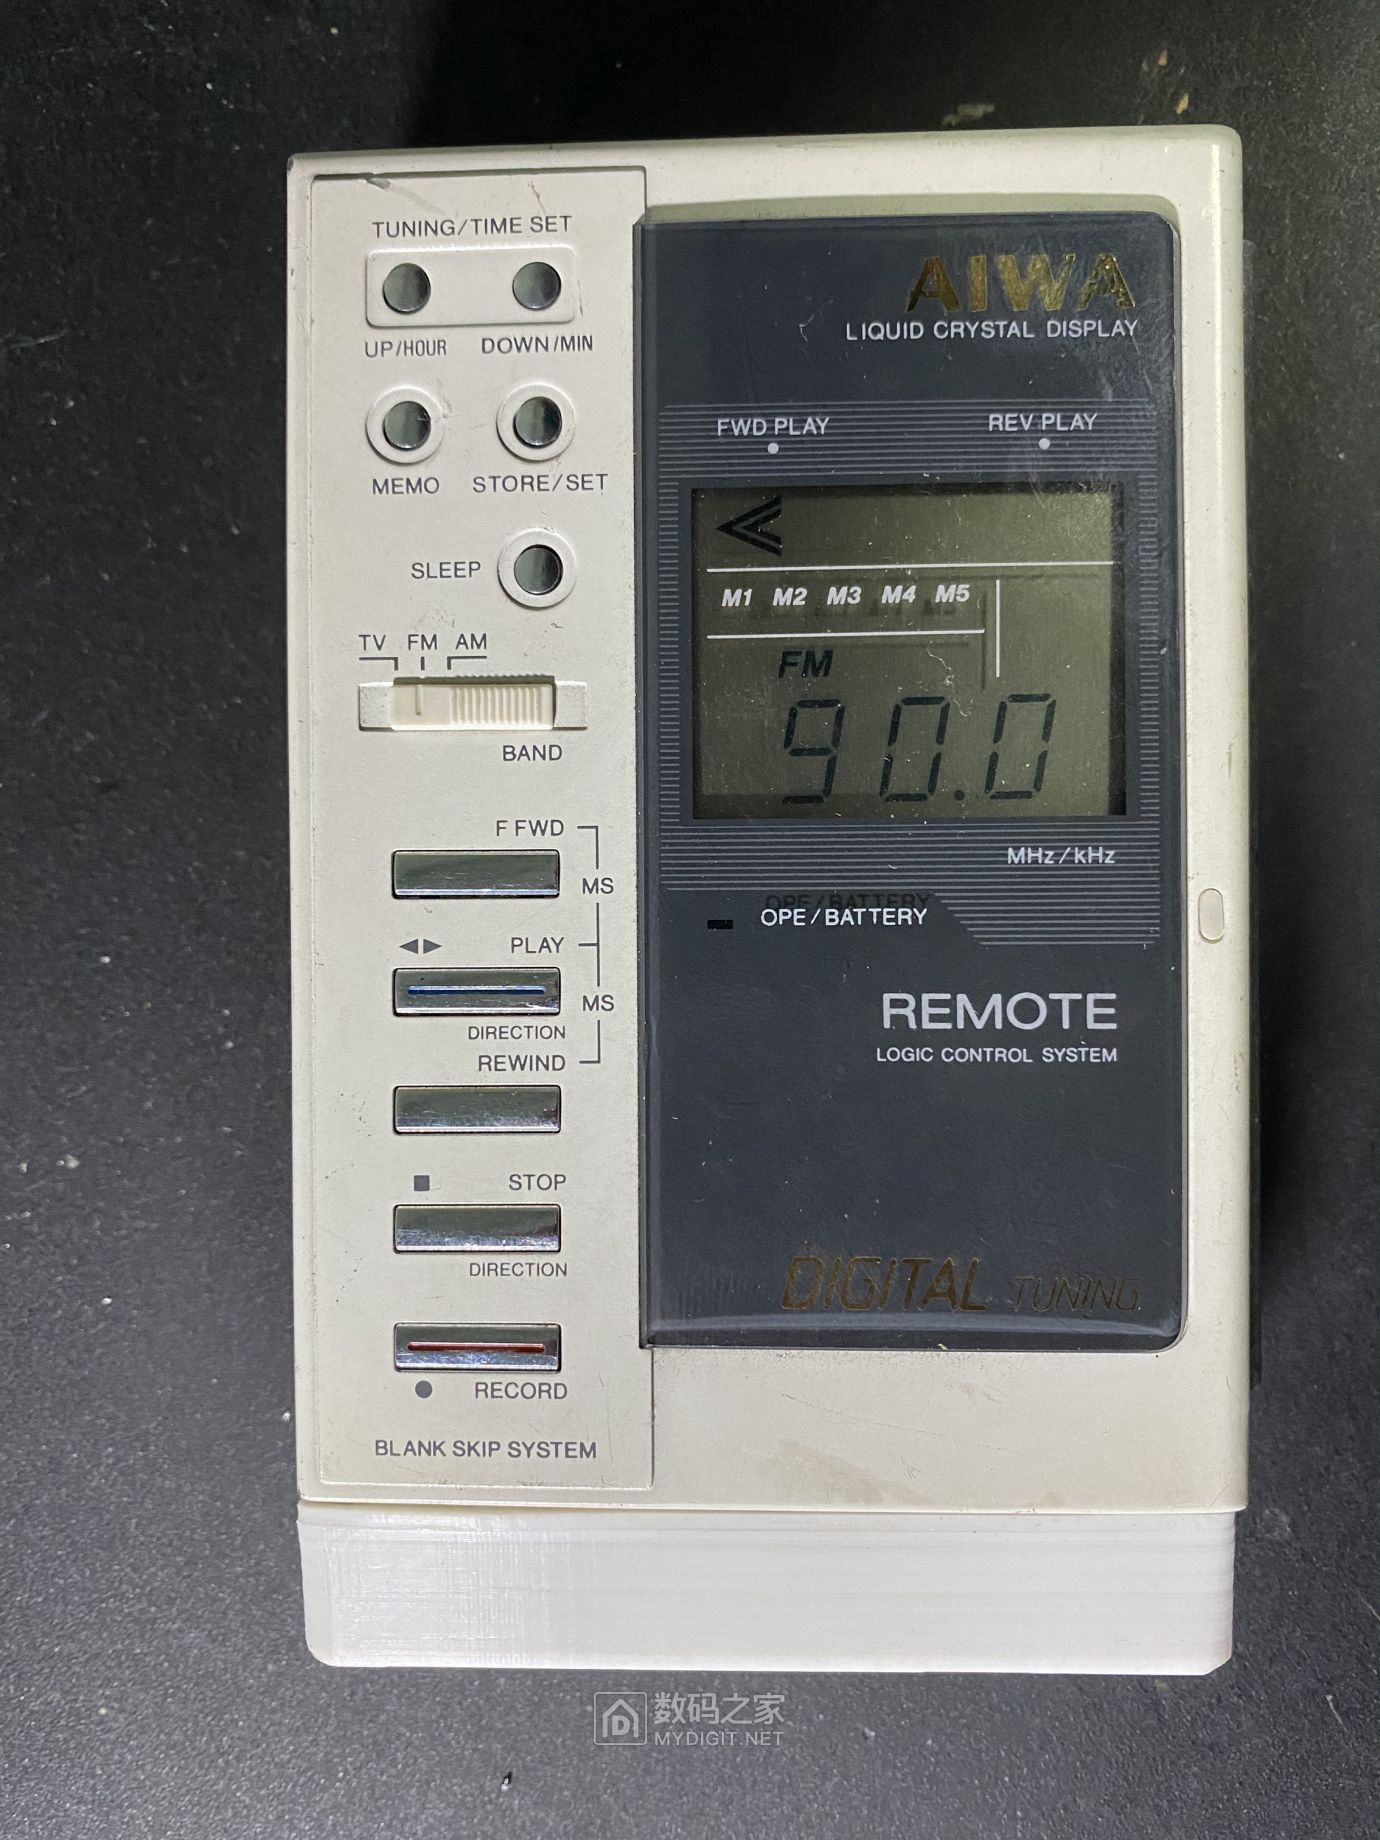 TUNING/TIME SET
UP/HOUR DOWN/MIN
MEMO STORE/SET
SLEEP
TV FM AM
BAND
F FWD
MS
PLAY
MS
DIRECTION
REWIND
STOP
DIRECTION
RECORD
BLANK SKIP SYSTEM
AIWA
LIQUID CRYSTAL DISPLAY
FWD PLAY REV PLAY
M1 M2 M3 M4 M5
FM
90.0
MHz/kHz
OPE/BATTERY
REMOTE
LOGIC CONTROL SYSTEM
DIGITAL TUNING
数码之家
MYDIGIT.NET